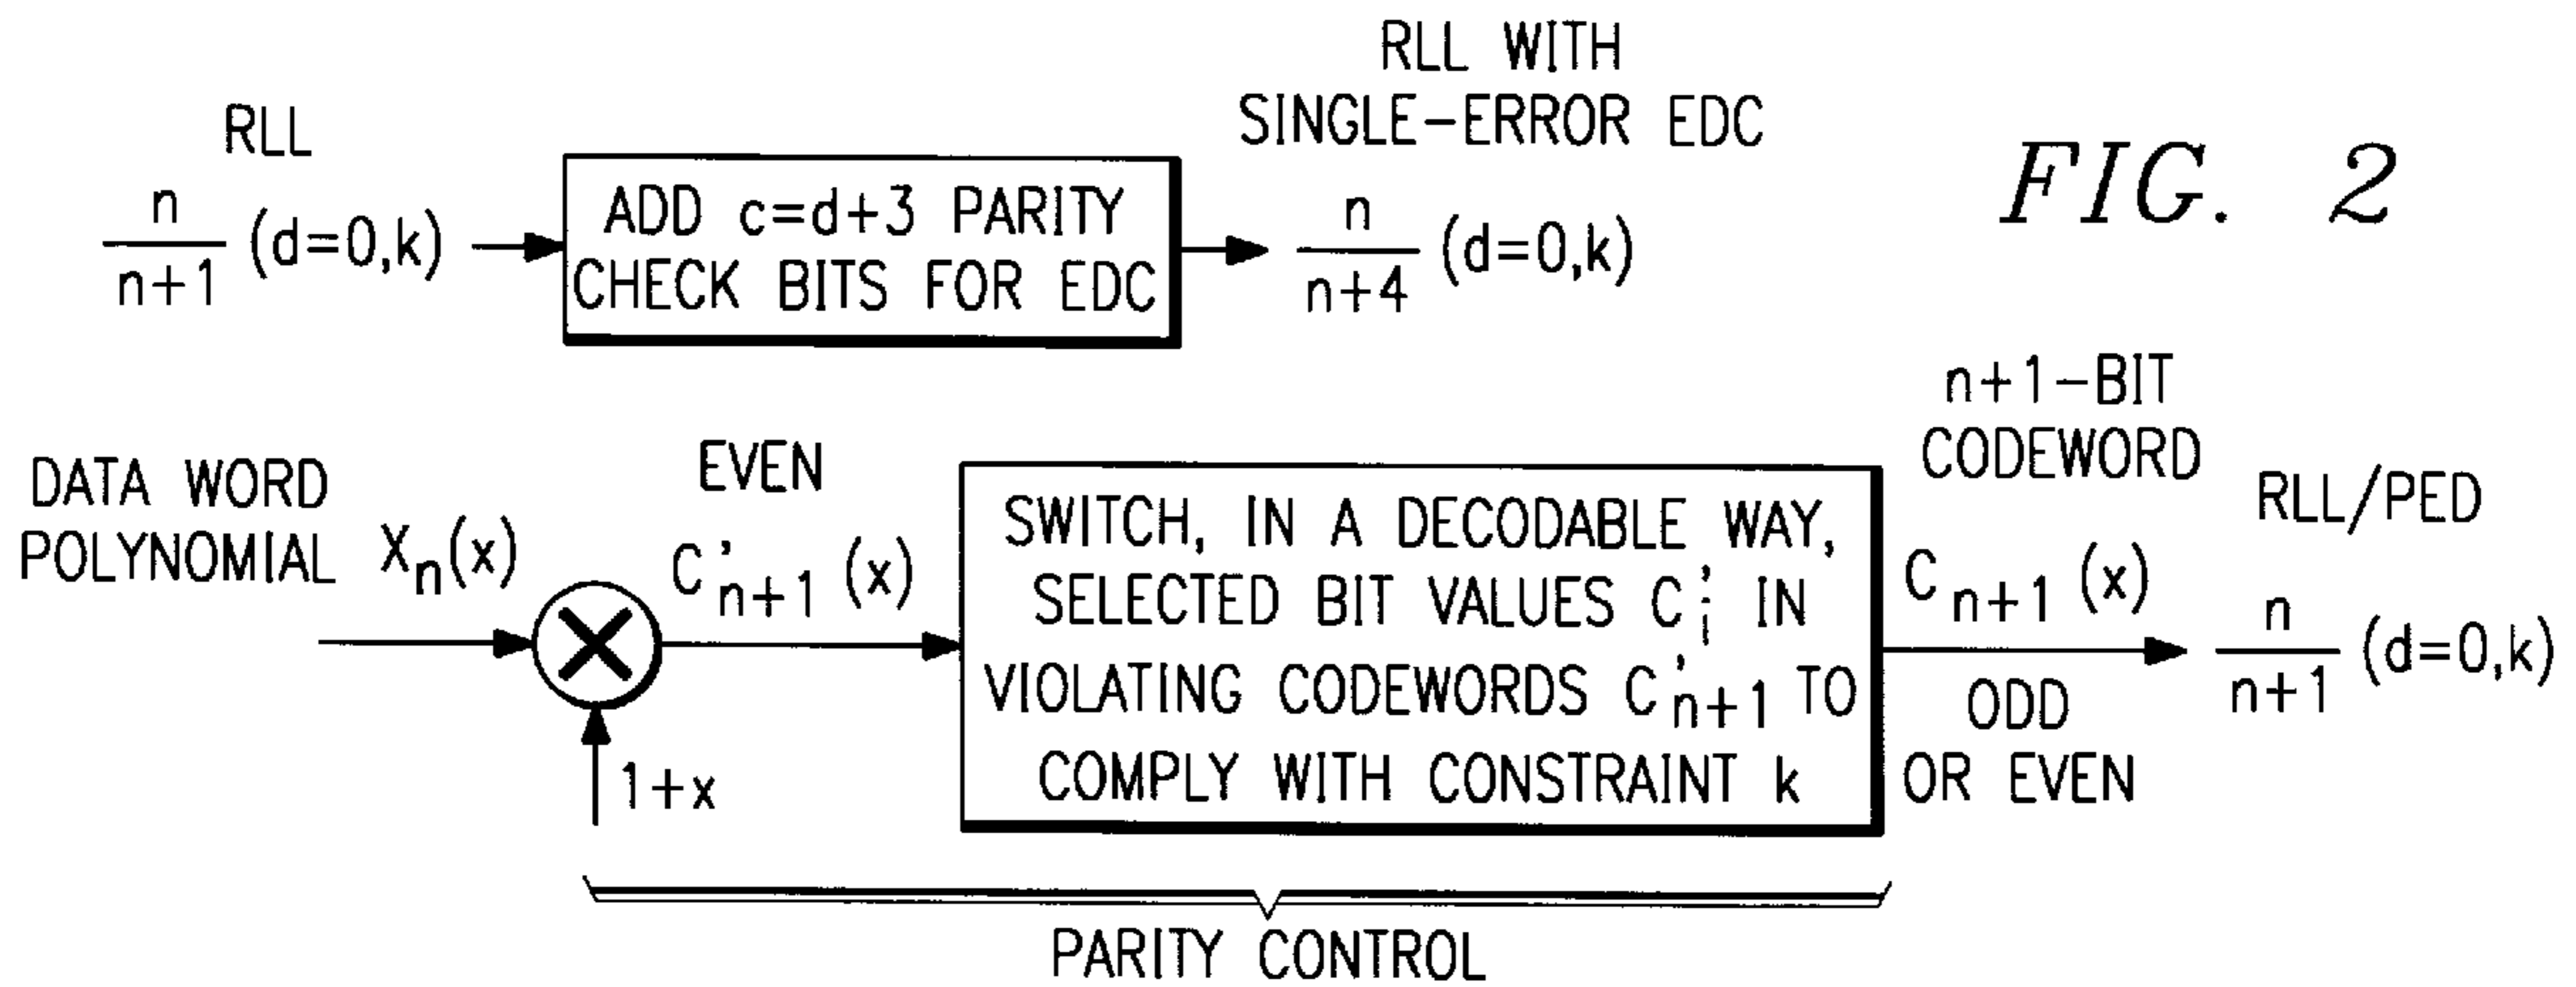 FIG. 2
RLL
n/n+1 (d=0,k)
ADD c=d+3 PARITY
CHECK BITS FOR EDC
RLL WITH
SINGLE-ERROR EDC
n/n+4 (d=0,k)
DATA WORD
POLYNOMIAL Xn(x)
1+x
EVEN
C'n+1 (x)
SWITCH, IN A DECODABLE WAY,
SELECTED BIT VALUES C'i IN
VIOLATING CODEWORDS C'n+1 TO
COMPLY WITH CONSTRAINT k
n+1-BIT
CODEWORD
Cn+1 (x)
ODD
OR EVEN
RLL/PED
n/n+1 (d=0,k)
PARITY CONTROL